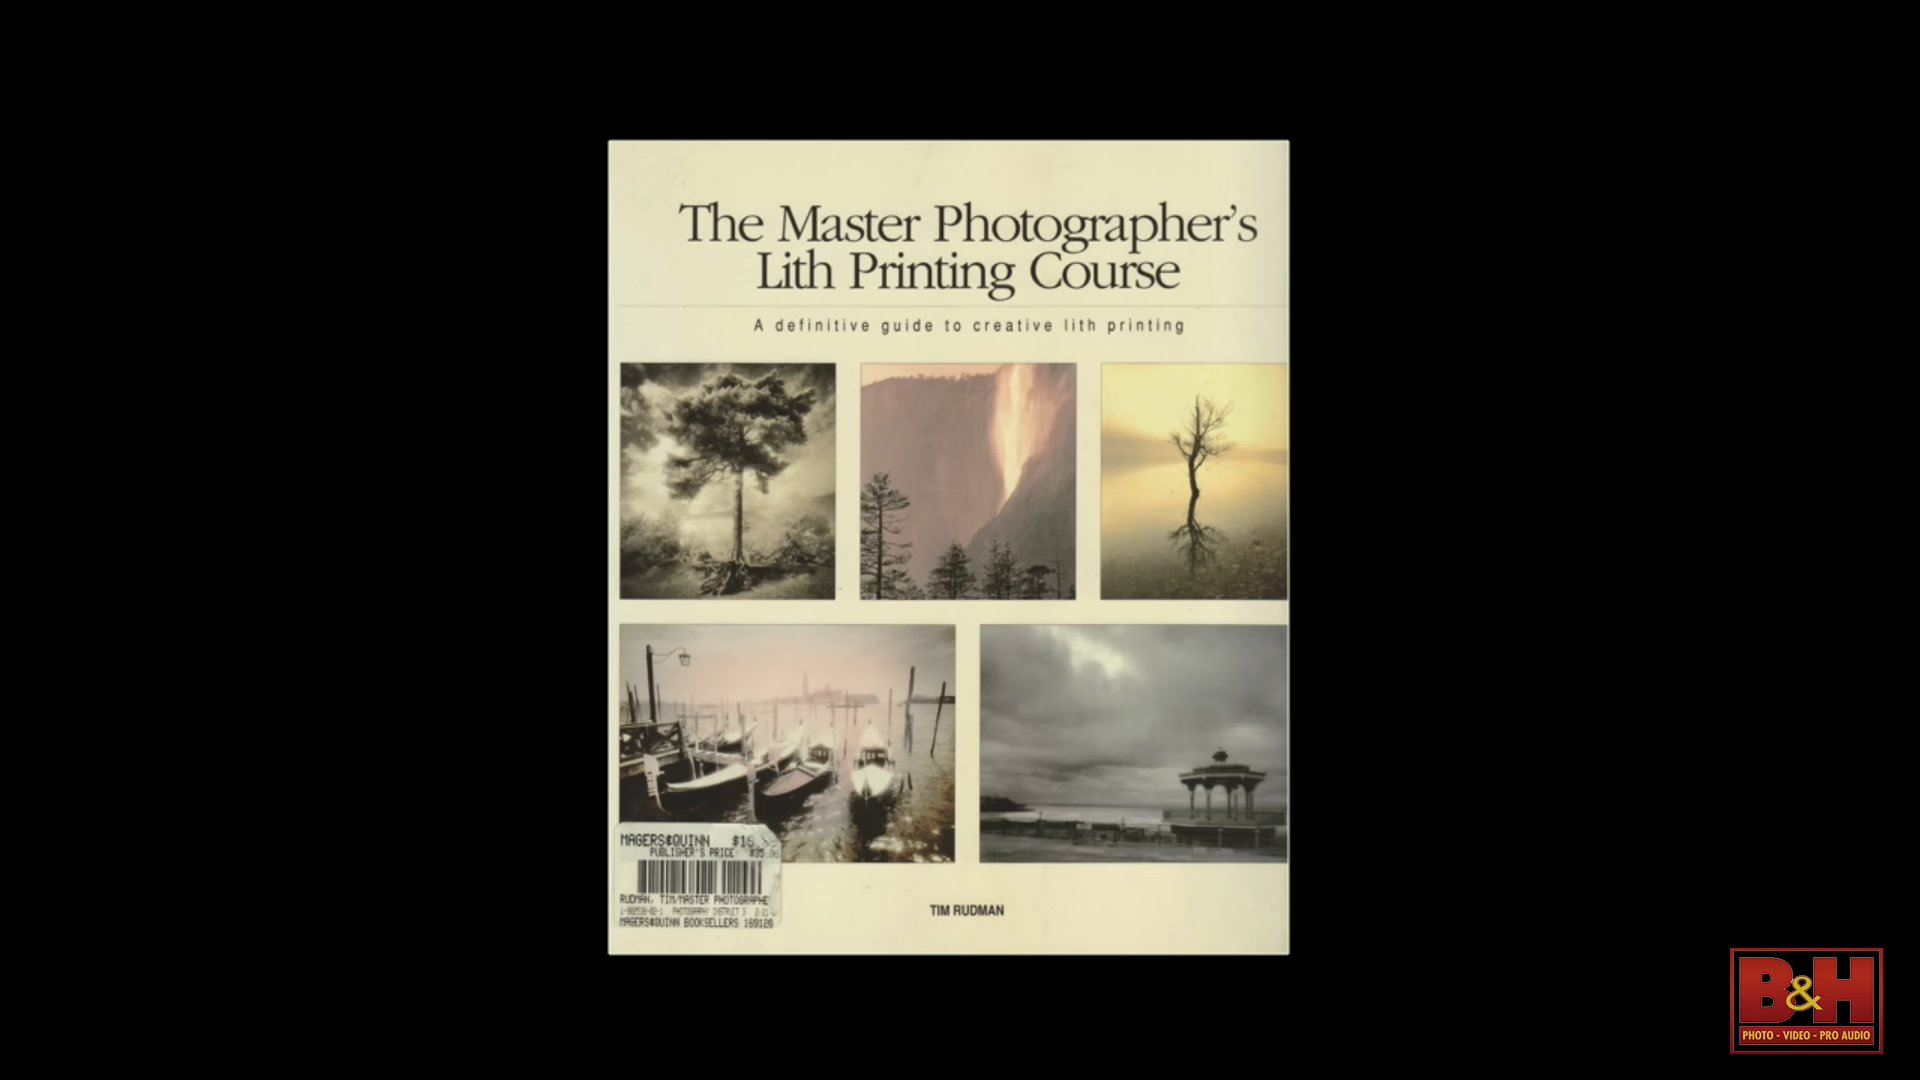 The Master Photographer's
Lith Printing Course
A definitive guide to creative lith printing
MAGERS&QUINN
PUBLISHER'S PRICE
RUDMAN, TIM/MASTER PHOTOGRAPHE
MAGERS&QUINN BOOKSELLERS
TIM RUDMAN
B&H
PHOTO - VIDEO - PRO AUDIO